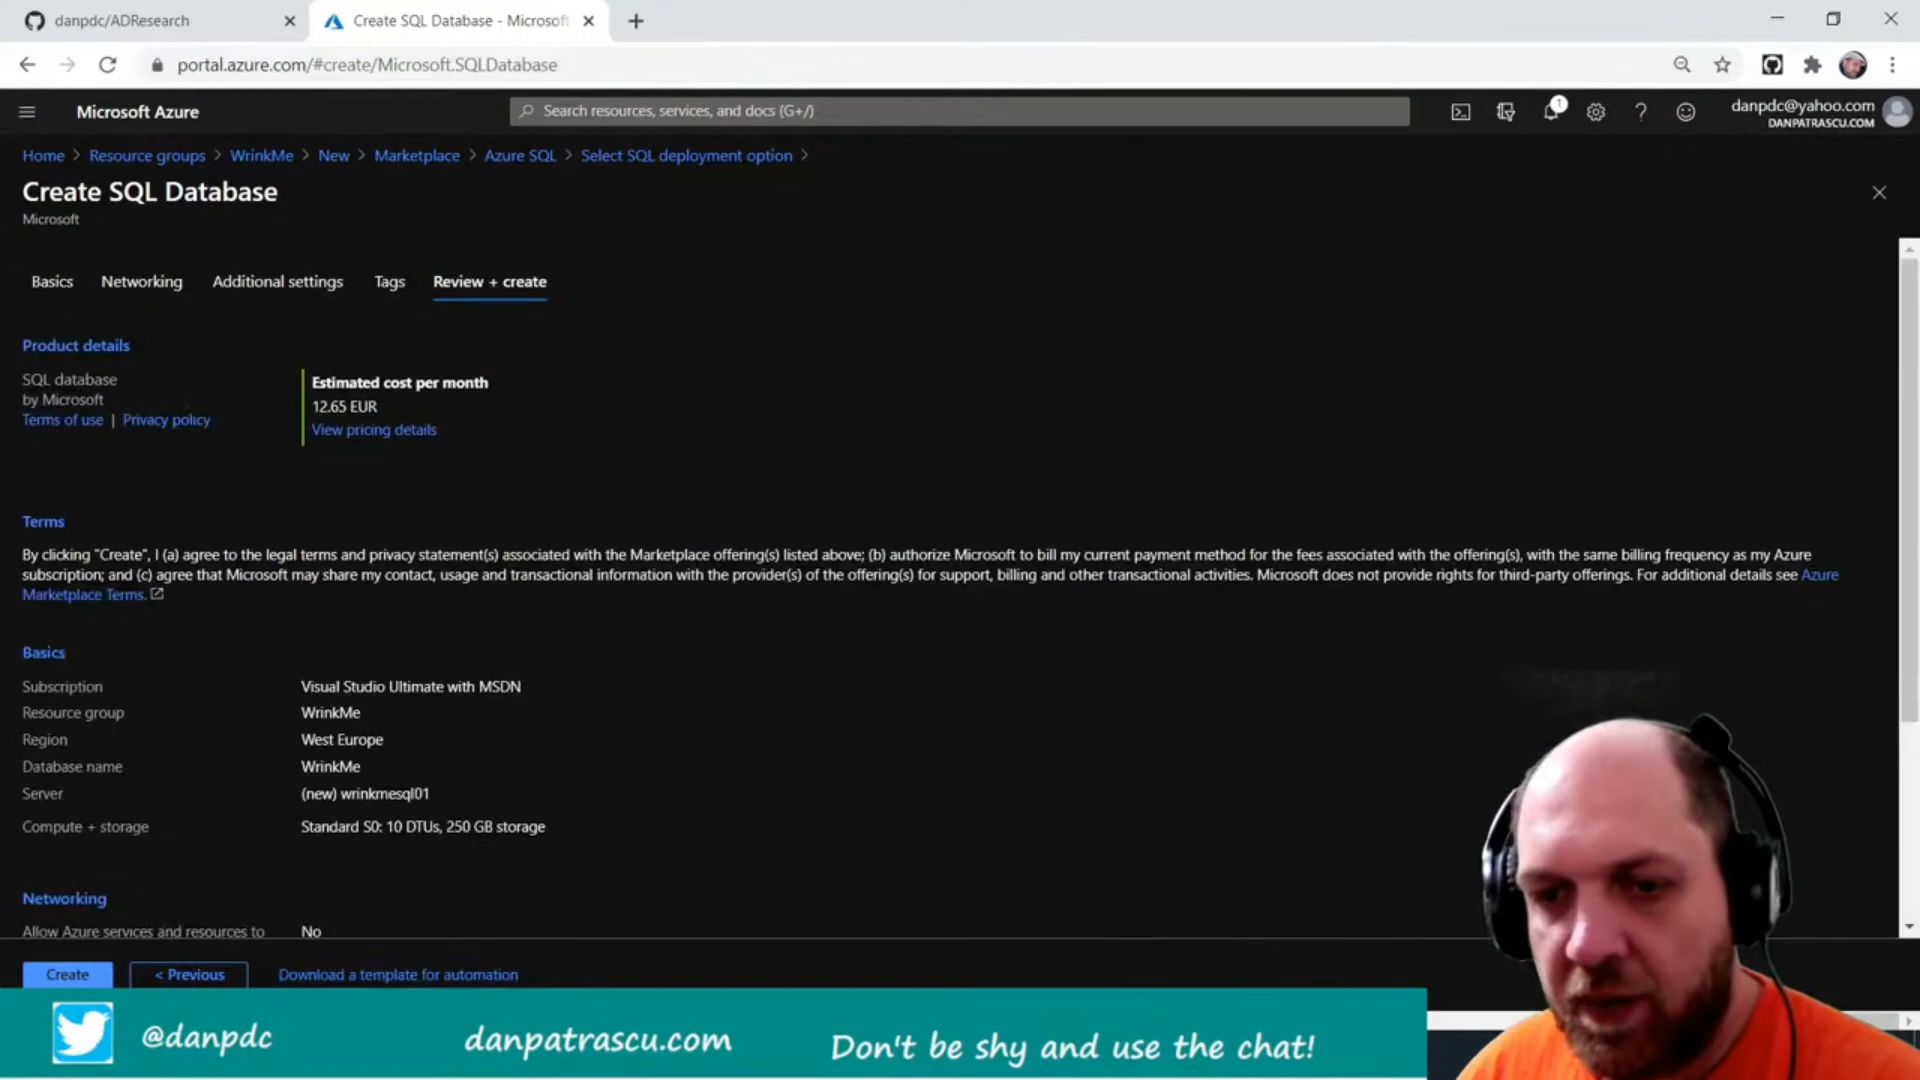 danpdc/ADResearch
Create SQL Database - Microsoft
portal.azure.com/#create/Microsoft.SQLDatabase
Microsoft Azure
Search resources, services, and docs (G+/)
1
danpdc@yahoo.com
DANPATRASCU.COM
Home > Resource groups > WrinkMe > New > Marketplace > Azure SQL > Select SQL deployment option >
Create SQL Database
Microsoft
Basics Networking Additional settings Tags Review + create
Product details
SQL database
by Microsoft
Terms of use | Privacy policy
Estimated cost per month
12.65 EUR
View pricing details
Terms
By clicking "Create", I (a) agree to the legal terms and privacy statement(s) associated with the Marketplace offering(s) listed above; (b) authorize Microsoft to bill my current payment method for the fees associated with the offering(s), with the same billing frequency as my Azure
subscription; and (c) agree that Microsoft may share my contact, usage and transactional information with the provider(s) of the offering(s) for support, billing and other transactional activities. Microsoft does not provide rights for third-party offerings. For additional details see Azure
Marketplace Terms.
Basics
Subscription Visual Studio Ultimate with MSDN
Resource group WrinkMe
Region West Europe
Database name WrinkMe
Server (new) wrinkmesql01
Compute + storage Standard S0: 10 DTUs, 250 GB storage
Networking
Allow Azure services and resources to No
Create < Previous Download a template for automation
@danpdc danpatrascu.com Don't be shy and use the chat!